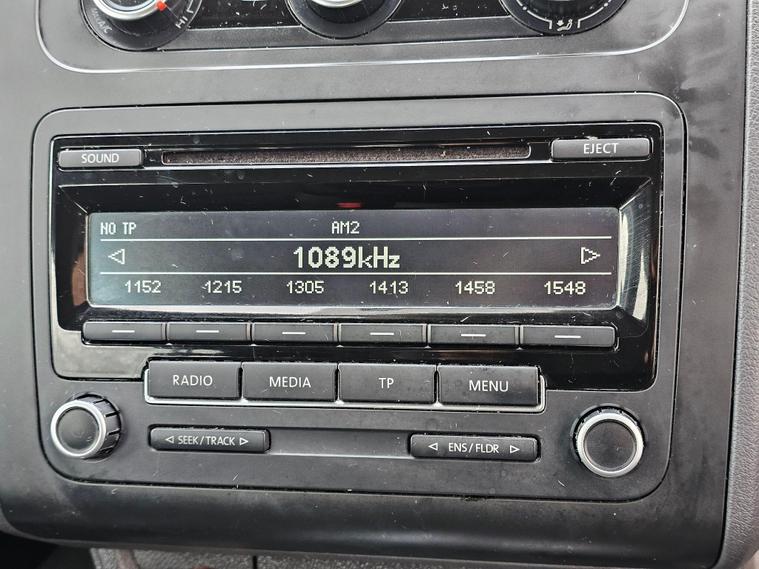 HI
SOUND
EJECT
NO TP AM2
1089kHz
1152 1215 1305 1413 1458 1548
RADIO MEDIA TP MENU
SEEK/TRACK ENS/FLDR